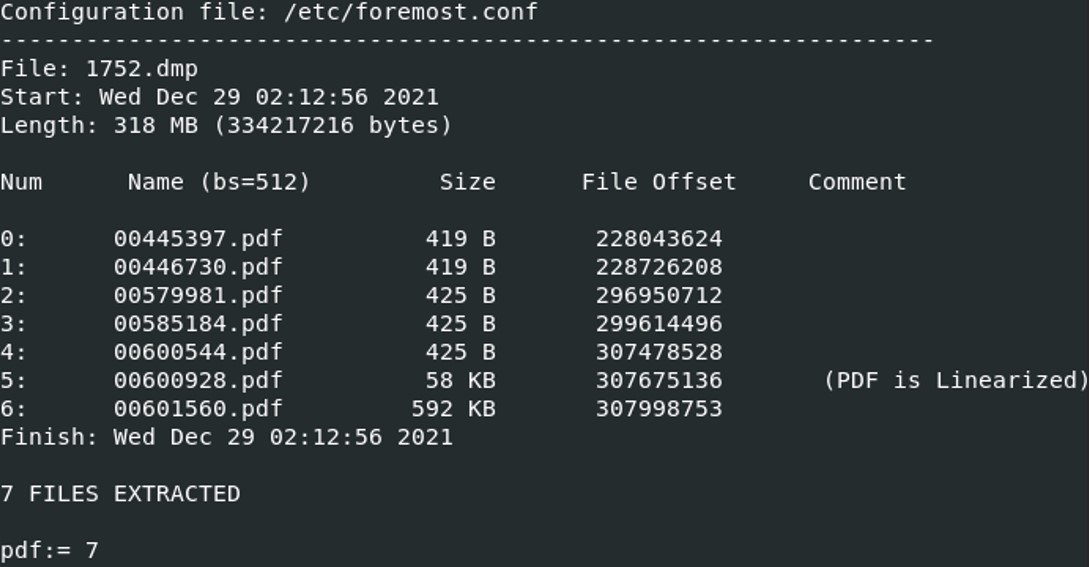 Configuration file: /etc/foremost.conf
------------------------------------------------------------------
File: 1752.dmp
Start: Wed Dec 29 02:12:56 2021
Length: 318 MB (334217216 bytes)

Num      Name (bs=512)         Size      File Offset     Comment

0:      00445397.pdf          419 B       228043624
1:      00446730.pdf          419 B       228726208
2:      00579981.pdf          425 B       296950712
3:      00585184.pdf          425 B       299614496
4:      00600544.pdf          425 B       307478528
5:      00600928.pdf          58 KB       307675136       (PDF is Linearized)
6:      00601560.pdf         592 KB       307998753
Finish: Wed Dec 29 02:12:56 2021

7 FILES EXTRACTED

pdf:= 7